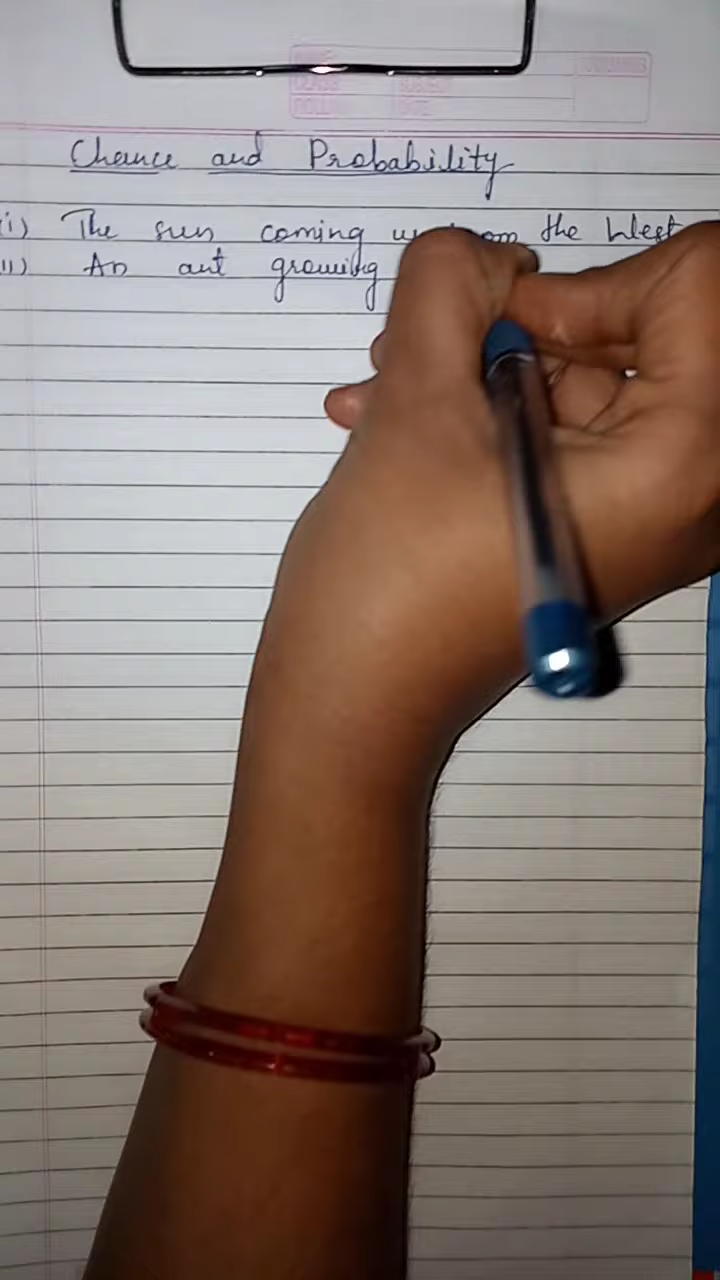 Chance and Probability
(i) The sun coming the West
(ii) An ant growing